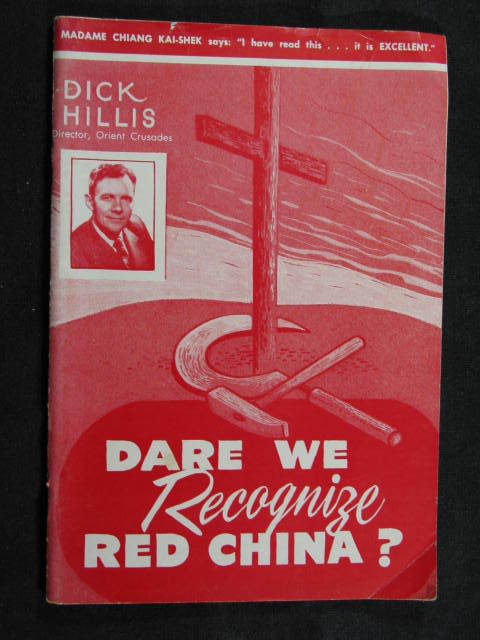 MADAME CHIANG KAI-SHEK says: "I have read this . . . it is EXCELLENT."
DICK
HILLIS
Director, Orient Crusades
DARE WE
Recognize
RED CHINA?